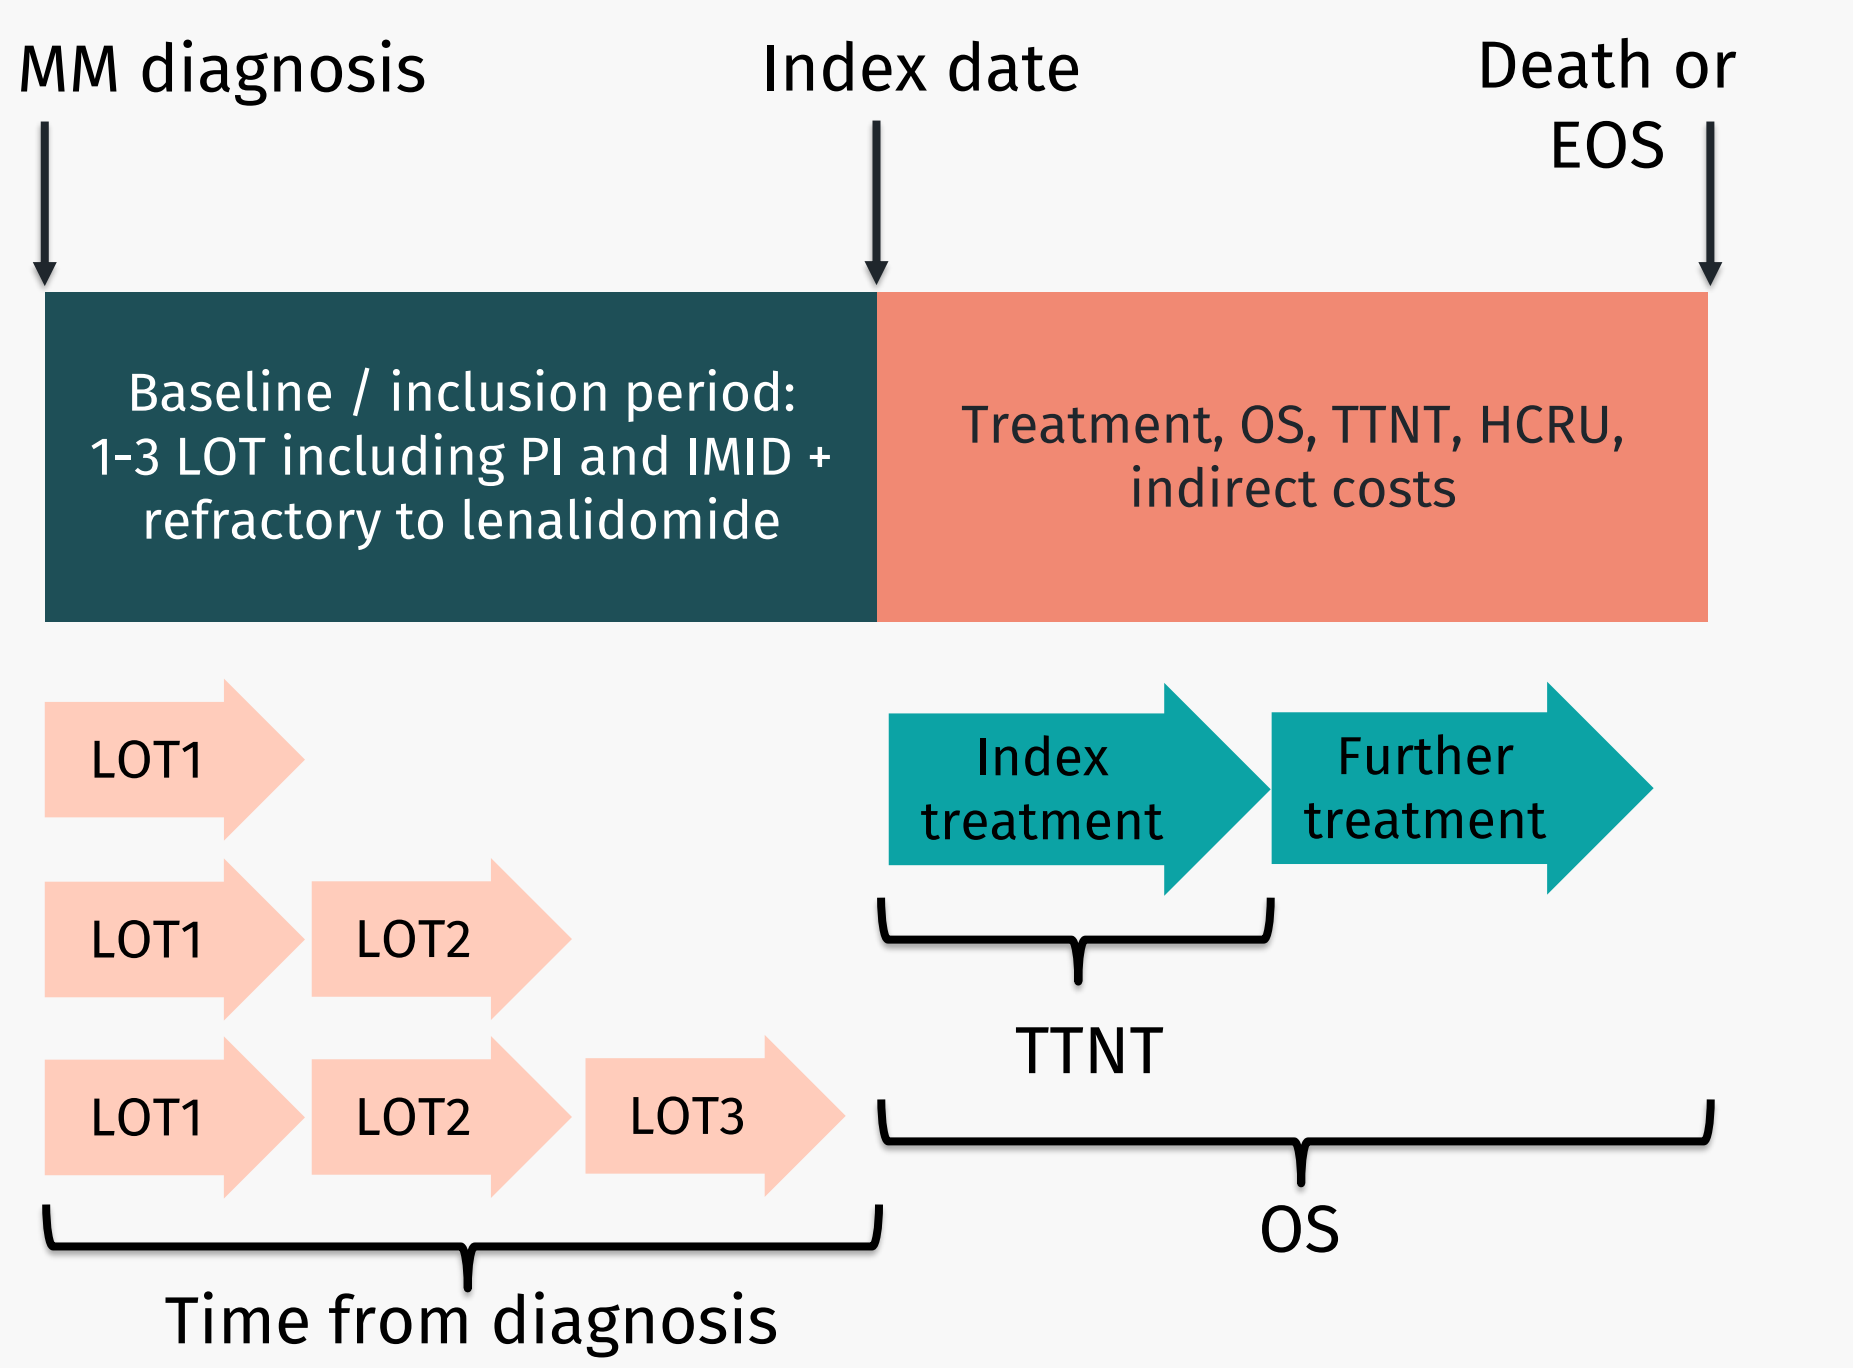 MM diagnosis
Index date
Death or
EOS
Baseline / inclusion period:
1-3 LOT including PI and IMID +
refractory to lenalidomide
Treatment, OS, TTNT, HCRU,
indirect costs
LOT1
Index
treatment
Further
treatment
LOT1
LOT2
TTNT
LOT1
LOT2
LOT3
OS
Time from diagnosis